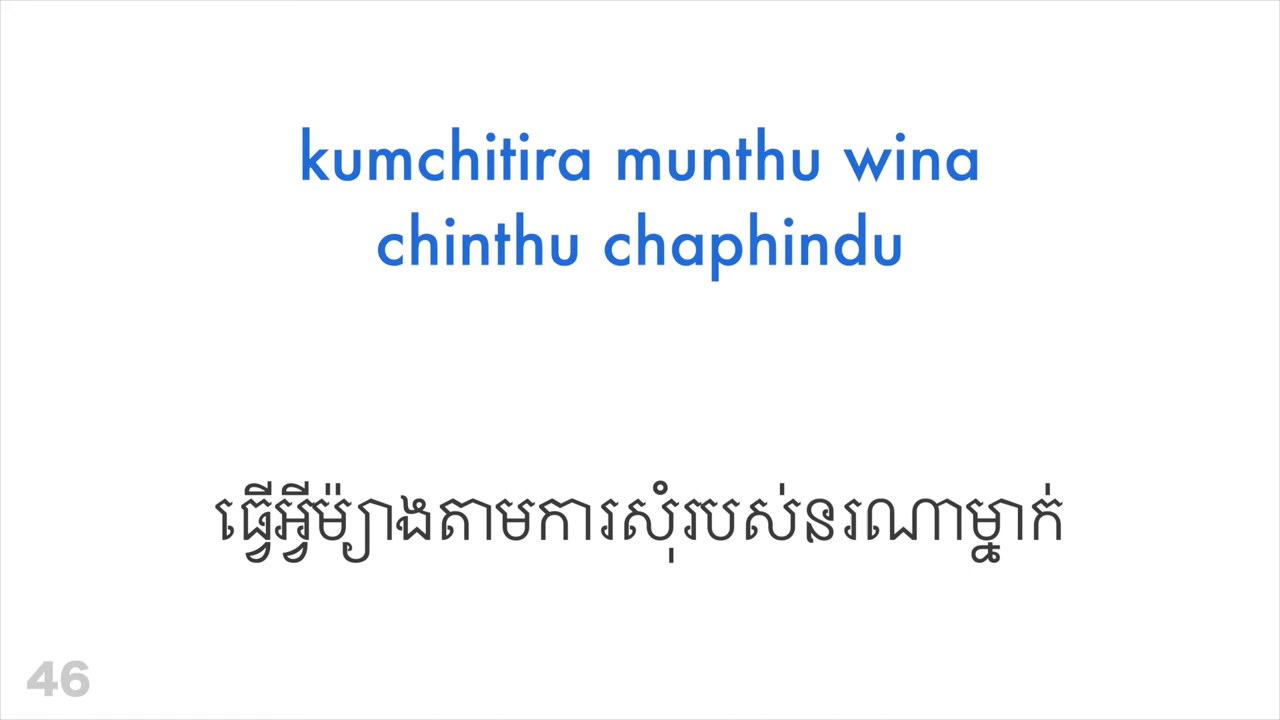 kumchitira munthu wina
chinthu chaphindu
ធ្វើអ្វីម៉្យាងតាមការសុំរបស់នរណាម្នាក់
46